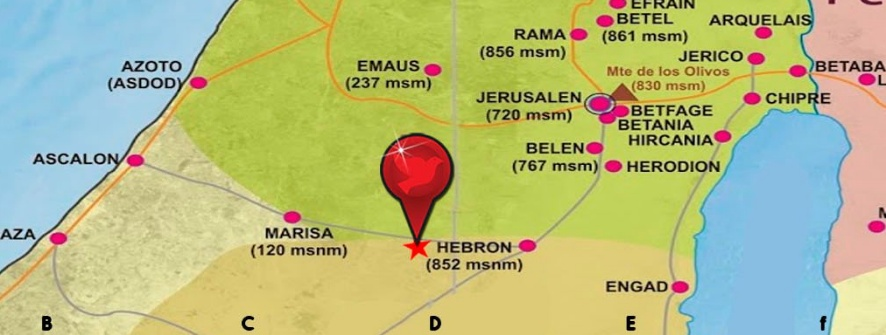 EFRAIN
BETEL
(861 msm)
ARQUELAIS
RAMA
(856 msm)
JERICO
AZOTO
(ASDOD)
EMAUS
(237 msm)
Mte de los Olivos
(830 msm)
BETABA
L
JERUSALEN
(720 msm)
BETFAGE
CHIPRE
BETANIA
HIRCANIA
ASCALON
BELEN
(767 msm)
HERODION
AZA
MARISA
(120 msnm)
HEBRON
(852 msnm)
M
ENGAD
B
C
D
E
f